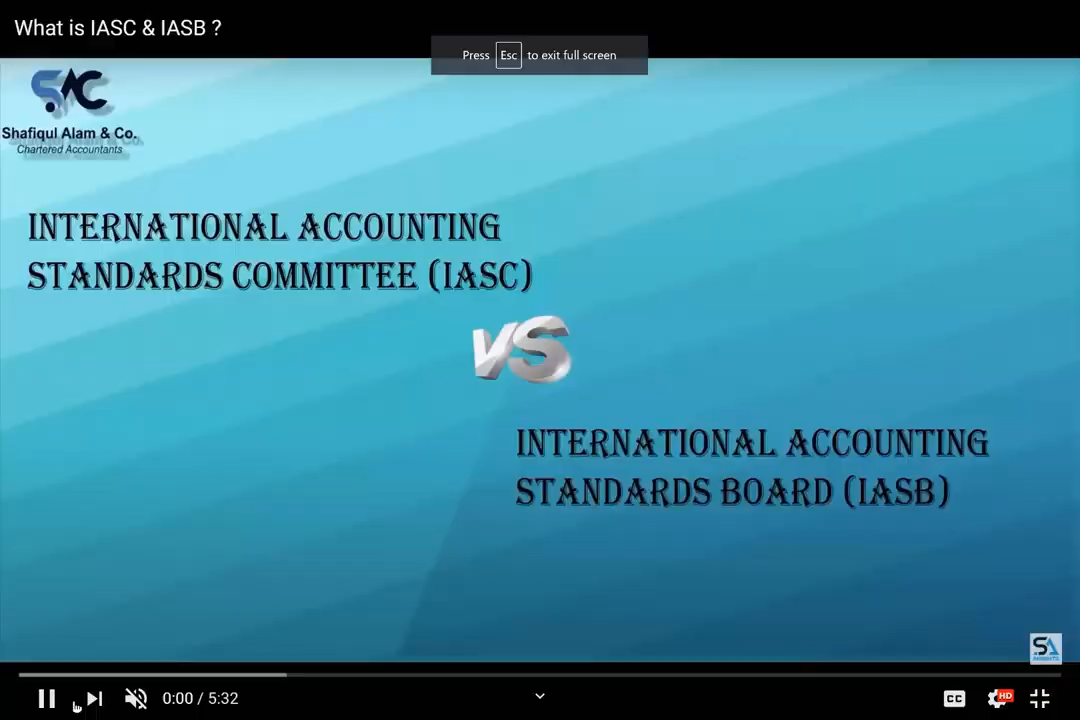 What is IASC & IASB ?
Press Esc to exit full screen
SAC
Shafiqul Alam & Co.
Chartered Accountants
INTERNATIONAL ACCOUNTING
STANDARDS COMMITTEE (IASC)
VS
INTERNATIONAL ACCOUNTING
STANDARDS BOARD (IASB)
SA
0:00 / 5:32
CC
HD